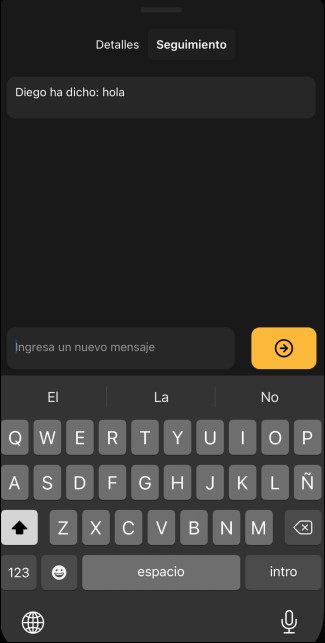 Detalles Seguimiento
Diego ha dicho: hola
Ingresa un nuevo mensaje
El La No
Q W E R T Y U I O P
A S D F G H J K L Ñ
Z X C V B N M
123 espacio intro